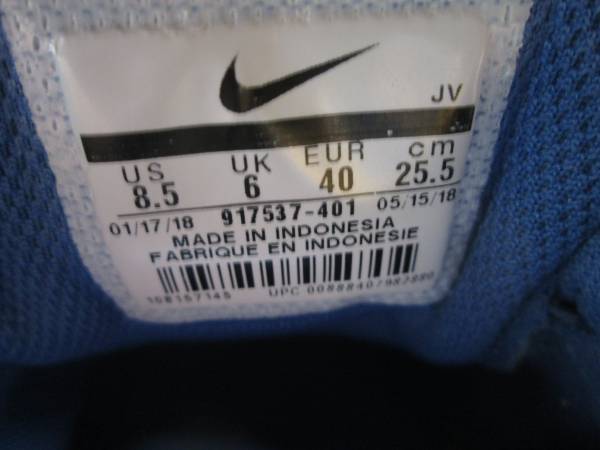 JV
US UK EUR cm
8.5 6 40 25.5
01/17/18 917537-401 05/15/18
MADE IN INDONESIA
FABRIQUE EN INDONESIE
UPC